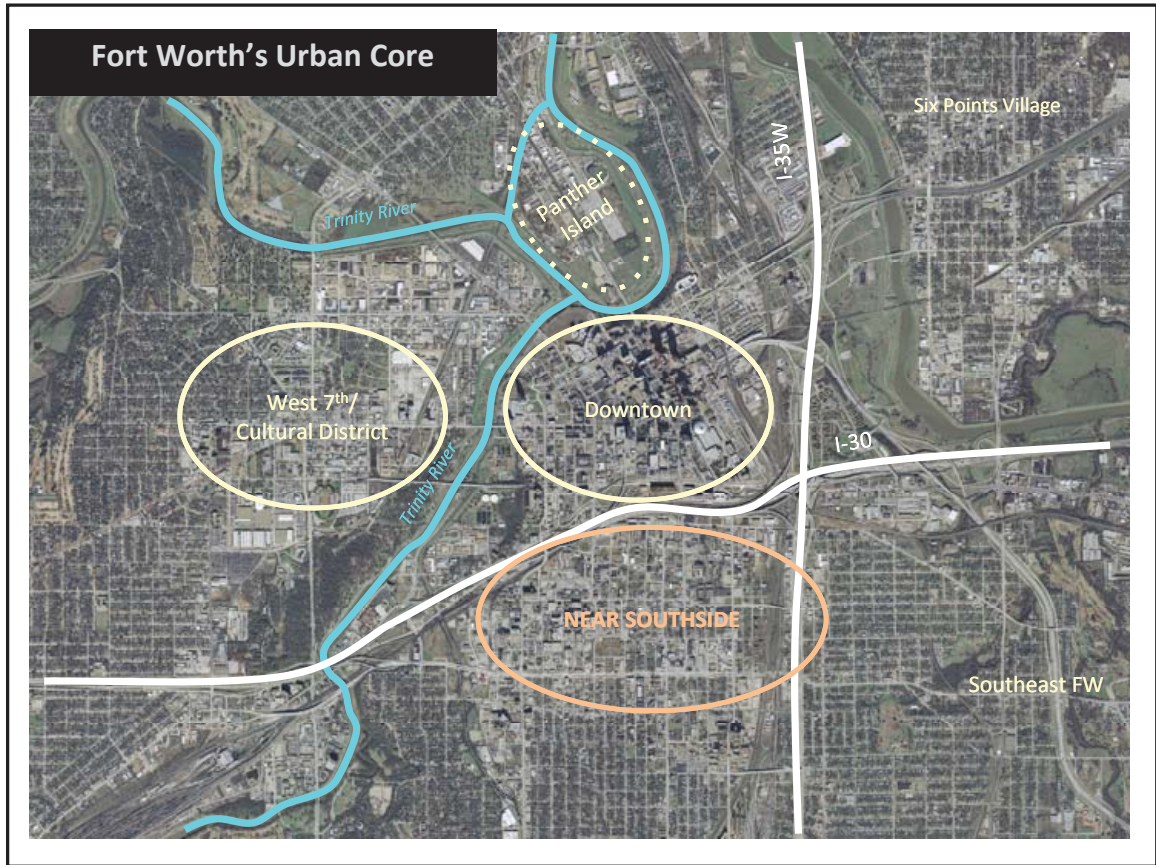 Fort Worth's Urban Core
Six Points Village
I-35W
Panther
Island
Trinity River
West 7th/
Cultural District
Downtown
I-30
Trinity River
NEAR SOUTHSIDE
Southeast FW